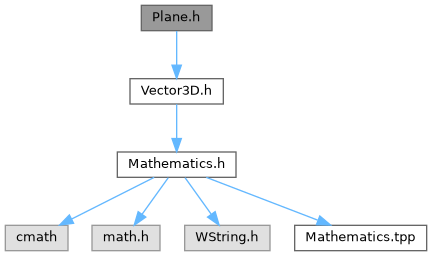 Plane.h
Vector3D.h
Mathematics.h
cmath
math.h
WString.h
Mathematics.tpp